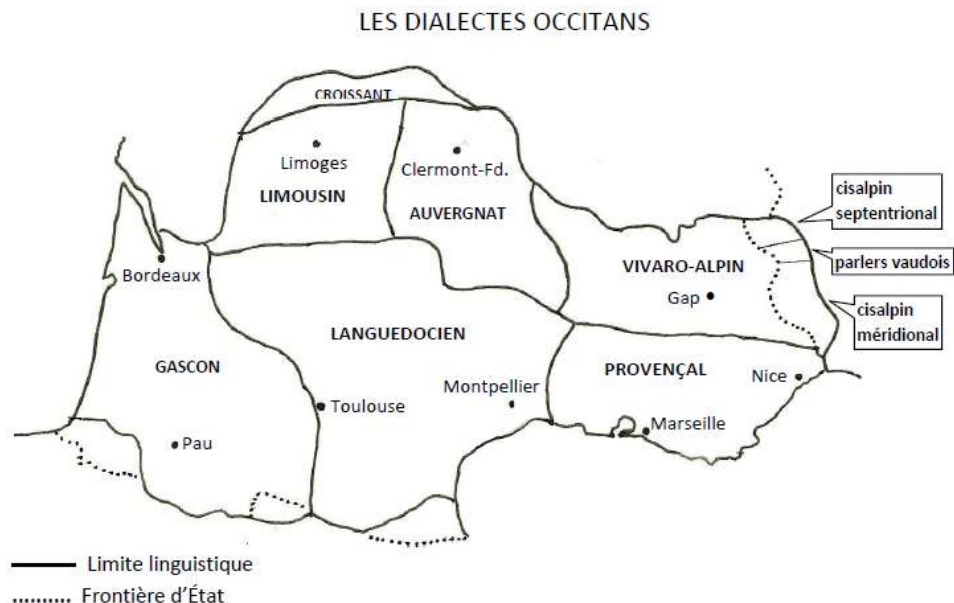 LES DIALECTES OCCITANS
CROISSANT
Limoges
LIMOUSIN
Clermont-Fd.
AUVERGNAT
cisalpin
septentrional
parlers vaudois
cisalpin
méridional
VIVARO-ALPIN
Gap
Bordeaux
GASCON
Pau
LANGUEDOCIEN
Toulouse
Montpellier
PROVENÇAL
Nice
Marseille
Limite linguistique
Frontière d'État